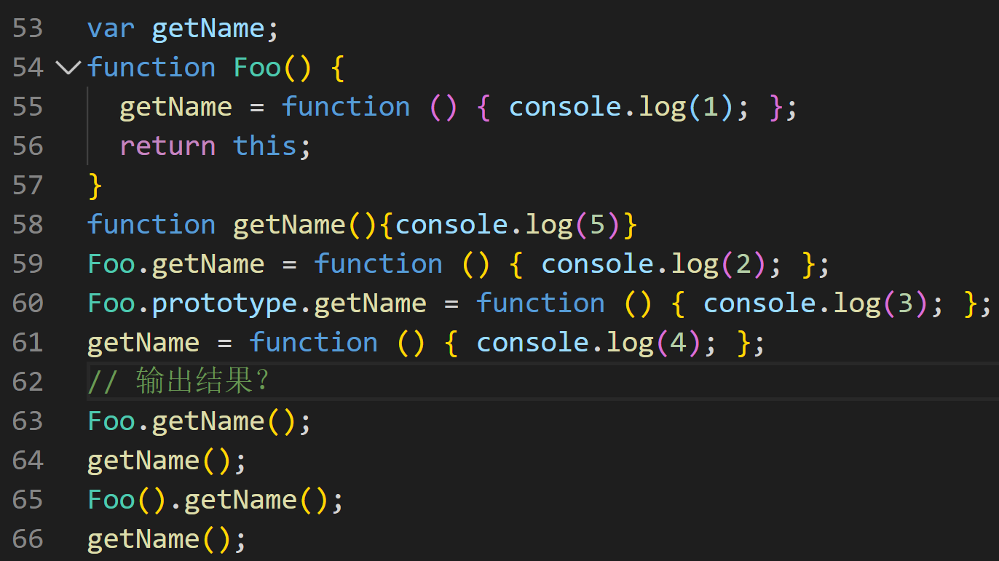 53 var getName;
54 function Foo() {
55 getName = function () { console.log(1); };
56 return this;
57 }
58 function getName(){console.log(5)}
59 Foo.getName = function () { console.log(2); };
60 Foo.prototype.getName = function () { console.log(3); };
61 getName = function () { console.log(4); };
62 // 输出结果?
63 Foo.getName();
64 getName();
65 Foo().getName();
66 getName();